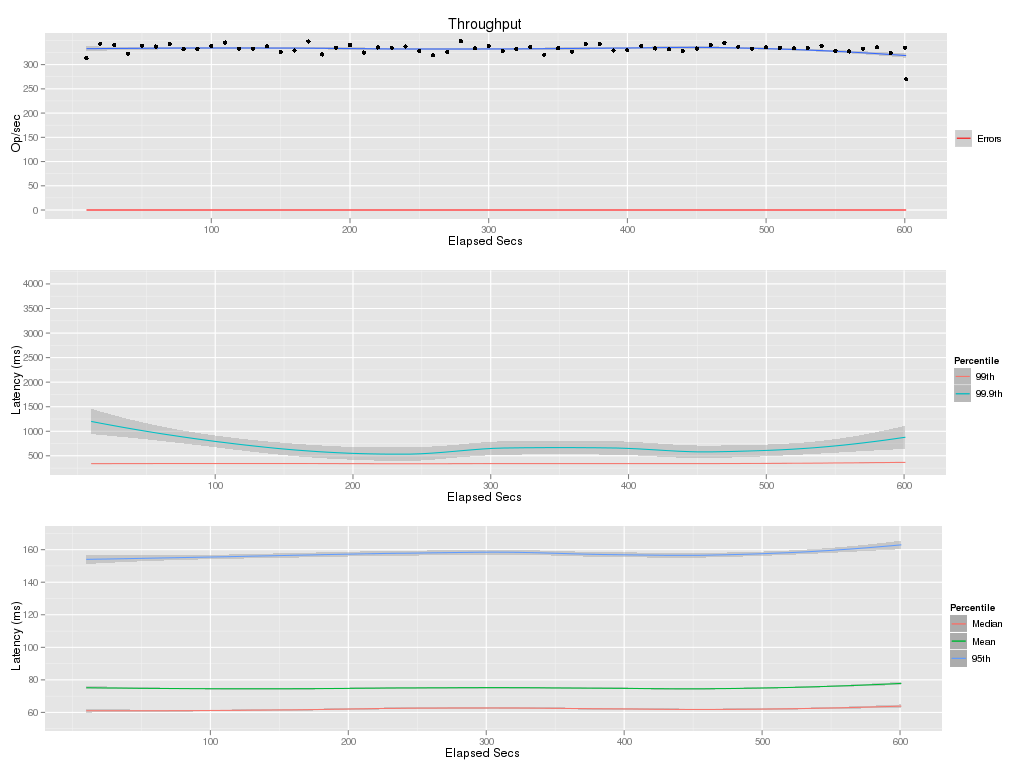 Throughput
Op/sec
300
250
200
150
100
50
0
100 200 300 400 500 600
Elapsed Secs
Errors
Latency (ms)
4000
3500
3000
2500
2000
1500
1000
500
100 200 300 400 500 600
Elapsed Secs
Percentile
99th
99.9th
Latency (ms)
160
140
120
100
80
60
100 200 300 400 500 600
Elapsed Secs
Percentile
Median
Mean
95th